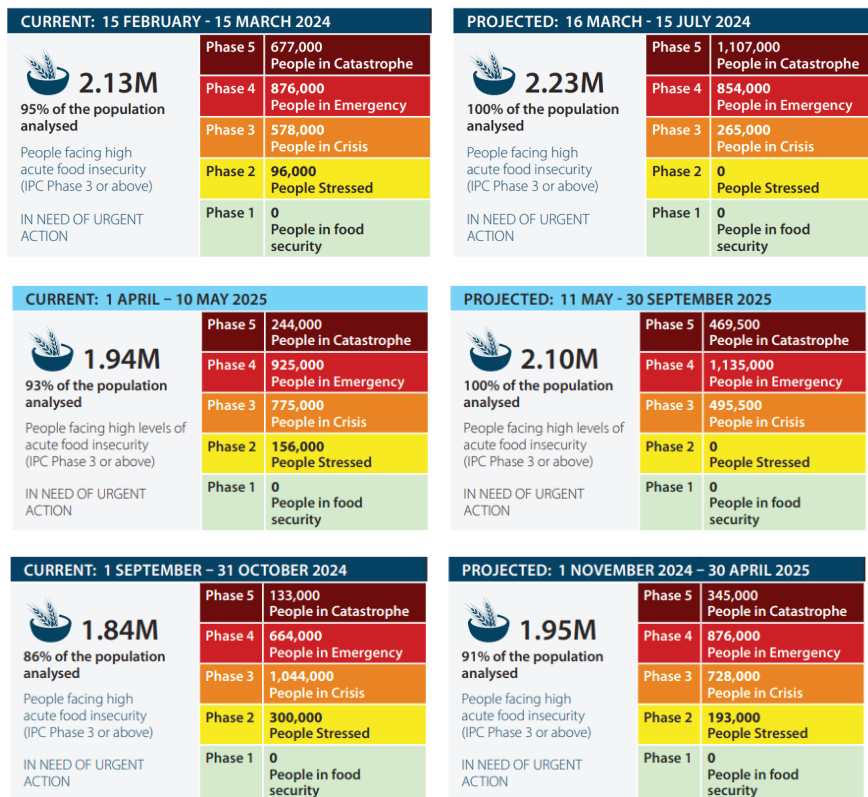 CURRENT: 15 FEBRUARY - 15 MARCH 2024
2.13M
95% of the population
analysed
People facing high
acute food insecurity
(IPC Phase 3 or above)
IN NEED OF URGENT
ACTION
Phase 5 677,000
People in Catastrophe
Phase 4 876,000
People in Emergency
Phase 3 578,000
People in Crisis
Phase 2 96,000
People Stressed
Phase 1 0
People in food
security
PROJECTED: 16 MARCH - 15 JULY 2024
2.23M
100% of the population
analysed
People facing high
acute food insecurity
(IPC Phase 3 or above)
IN NEED OF URGENT
ACTION
Phase 5 1,107,000
People in Catastrophe
Phase 4 854,000
People in Emergency
Phase 3 265,000
People in Crisis
Phase 2 0
People Stressed
Phase 1 0
People in food
security
CURRENT: 1 APRIL – 10 MAY 2025
1.94M
93% of the population
analysed
People facing high levels of
acute food insecurity
(IPC Phase 3 or above)
IN NEED OF URGENT
ACTION
Phase 5 244,000
People in Catastrophe
Phase 4 925,000
People in Emergency
Phase 3 775,000
People in Crisis
Phase 2 156,000
People Stressed
Phase 1 0
People in food
security
PROJECTED: 11 MAY - 30 SEPTEMBER 2025
2.10M
100% of the population
analysed
People facing high levels of
acute food insecurity
(IPC Phase 3 or above)
IN NEED OF URGENT
ACTION
Phase 5 469,500
People in Catastrophe
Phase 4 1,135,000
People in Emergency
Phase 3 495,500
People in Crisis
Phase 2 0
People Stressed
Phase 1 0
People in food
security
CURRENT: 1 SEPTEMBER – 31 OCTOBER 2024
1.84M
86% of the population
analysed
People facing high
acute food insecurity
(IPC Phase 3 or above)
IN NEED OF URGENT
ACTION
Phase 5 133,000
People in Catastrophe
Phase 4 664,000
People in Emergency
Phase 3 1,044,000
People in Crisis
Phase 2 300,000
People Stressed
Phase 1 0
People in food
security
PROJECTED: 1 NOVEMBER 2024 – 30 APRIL 2025
1.95M
91% of the population
analysed
People facing high
acute food insecurity
(IPC Phase 3 or above)
IN NEED OF URGENT
ACTION
Phase 5 345,000
People in Catastrophe
Phase 4 876,000
People in Emergency
Phase 3 728,000
People in Crisis
Phase 2 193,000
People Stressed
Phase 1 0
People in food
security